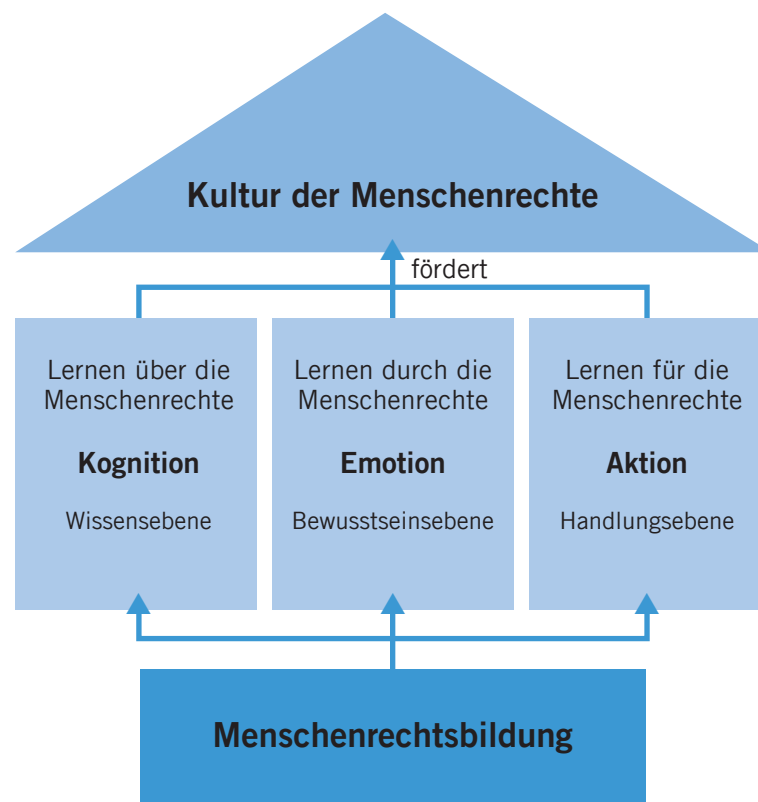 Kultur der Menschenrechte
fördert
Lernen über die
Menschenrechte
Kognition
Wissensebene
Lernen durch die
Menschenrechte
Emotion
Bewusstseinsebene
Lernen für die
Menschenrechte
Aktion
Handlungsebene
Menschenrechtsbildung